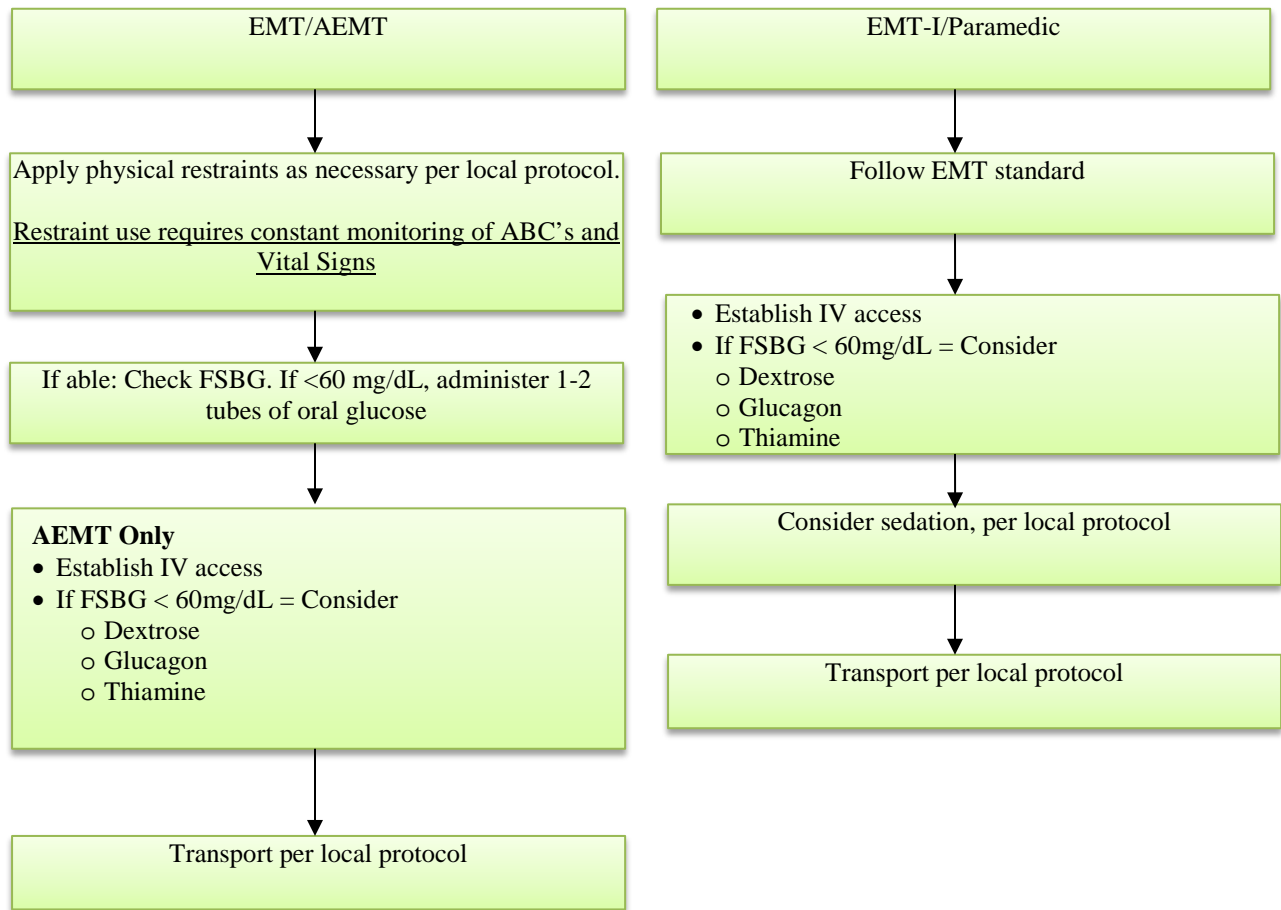 EMT/AEMT
Apply physical restraints as necessary per local protocol.
Restraint use requires constant monitoring of ABC’s and
Vital Signs
If able: Check FSBG. If <60 mg/dL, administer 1-2
tubes of oral glucose
AEMT Only
• Establish IV access
• If FSBG < 60mg/dL = Consider
o Dextrose
o Glucagon
o Thiamine
Transport per local protocol
EMT-I/Paramedic
Follow EMT standard
• Establish IV access
• If FSBG < 60mg/dL = Consider
o Dextrose
o Glucagon
o Thiamine
Consider sedation, per local protocol
Transport per local protocol